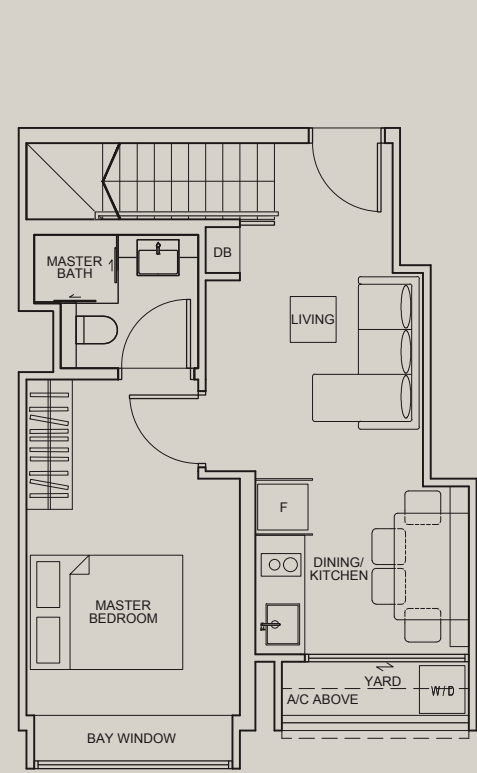 MASTER
BATH
DB
LIVING
F
DINING/
KITCHEN
MASTER
BEDROOM
YARD
A/C ABOVE
W/D
BAY WINDOW